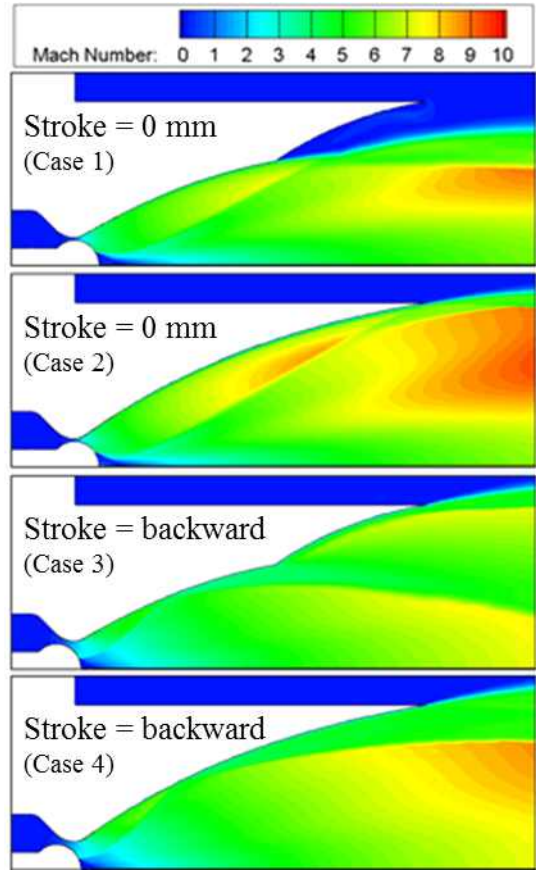 Mach Number: 0 1 2 3 4 5 6 7 8 9 10
Stroke = 0 mm
(Case 1)
Stroke = 0 mm
(Case 2)
Stroke = backward
(Case 3)
Stroke = backward
(Case 4)